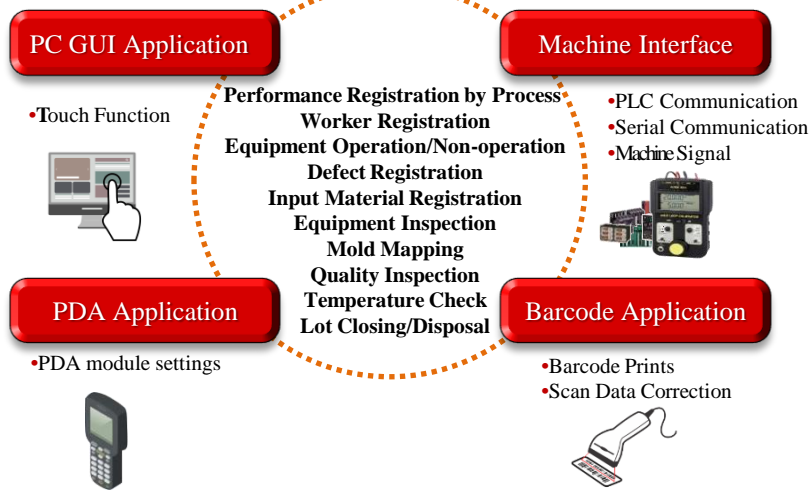 PC GUI Application
Machine Interface
•Touch Function
Performance Registration by Process
Worker Registration
Equipment Operation/Non-operation
Defect Registration
Input Material Registration
Equipment Inspection
Mold Mapping
Quality Inspection
Temperature Check
Lot Closing/Disposal
•PLC Communication
•Serial Communication
•Machine Signal
PDA Application
Barcode Application
•PDA module settings
•Barcode Prints
•Scan Data Correction